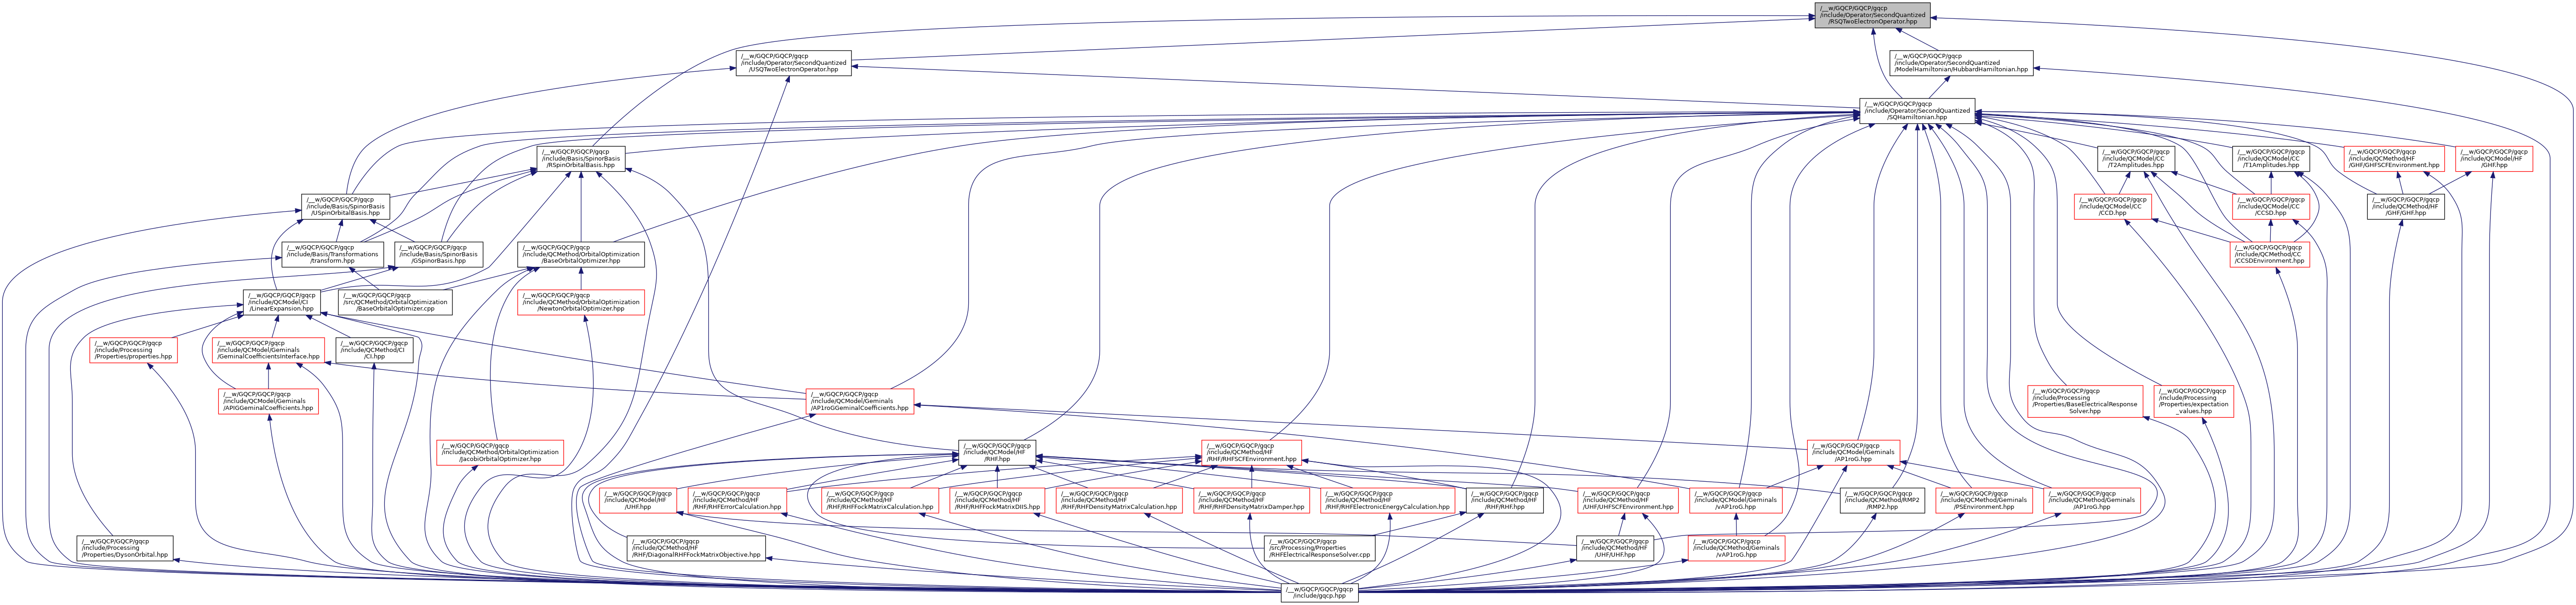 /__w/GQCP/GQCP/gqcp
/include/Operator/SecondQuantized
/RSQTwoElectronOperator.hpp
/__w/GQCP/GQCP/gqcp
/include/Operator/SecondQuantized
/USQTwoElectronOperator.hpp
/__w/GQCP/GQCP/gqcp
/include/Operator/SecondQuantized
/ModelHamiltonian/HubbardHamiltonian.hpp
/__w/GQCP/GQCP/gqcp
/include/Operator/SecondQuantized
/SQHamiltonian.hpp
/__w/GQCP/GQCP/gqcp
/include/Basis/SpinorBasis
/RSpinOrbitalBasis.hpp
/__w/GQCP/GQCP/gqcp
/include/QCModel/CC
/T2Amplitudes.hpp
/__w/GQCP/GQCP/gqcp
/include/QCModel/CC
/T1Amplitudes.hpp
/__w/GQCP/GQCP/gqcp
/include/QCMethod/HF
/GHF/GHFSCFEnvironment.hpp
/__w/GQCP/GQCP/gqcp
/include/QCModel/HF
/GHF.hpp
/__w/GQCP/GQCP/gqcp
/include/Basis/SpinorBasis
/USpinOrbitalBasis.hpp
/__w/GQCP/GQCP/gqcp
/include/QCModel/CC
/CCD.hpp
/__w/GQCP/GQCP/gqcp
/include/QCModel/CC
/CCSD.hpp
/__w/GQCP/GQCP/gqcp
/include/QCMethod/HF
/GHF/GHF.hpp
/__w/GQCP/GQCP/gqcp
/include/Basis/Transformations
/transform.hpp
/__w/GQCP/GQCP/gqcp
/include/Basis/SpinorBasis
/GSpinorBasis.hpp
/__w/GQCP/GQCP/gqcp
/include/QCMethod/OrbitalOptimization
/BaseOrbitalOptimizer.hpp
/__w/GQCP/GQCP/gqcp
/include/QCMethod/CC
/CCSDEnvironment.hpp
/__w/GQCP/GQCP/gqcp
/include/QCModel/CI
/LinearExpansion.hpp
/__w/GQCP/GQCP/gqcp
/src/QCMethod/OrbitalOptimization
/BaseOrbitalOptimizer.cpp
/__w/GQCP/GQCP/gqcp
/include/QCMethod/OrbitalOptimization
/NewtonOrbitalOptimizer.hpp
/__w/GQCP/GQCP/gqcp
/include/Processing
/Properties/properties.hpp
/__w/GQCP/GQCP/gqcp
/include/QCModel/Geminals
/GeminalCoefficientsInterface.hpp
/__w/GQCP/GQCP/gqcp
/include/QCMethod/CI
/CI.hpp
/__w/GQCP/GQCP/gqcp
/include/QCModel/Geminals
/APIGGeminalCoefficients.hpp
/__w/GQCP/GQCP/gqcp
/include/QCModel/Geminals
/AP1roGGeminalCoefficients.hpp
/__w/GQCP/GQCP/gqcp
/include/Processing
/Properties/BaseElectricalResponse
Solver.hpp
/__w/GQCP/GQCP/gqcp
/include/Processing
/Properties/expectation
_values.hpp
/__w/GQCP/GQCP/gqcp
/include/QCMethod/OrbitalOptimization
/JacobiOrbitalOptimizer.hpp
/__w/GQCP/GQCP/gqcp
/include/QCModel/HF
/RHF.hpp
/__w/GQCP/GQCP/gqcp
/include/QCMethod/HF
/RHF/RHFSCFEnvironment.hpp
/__w/GQCP/GQCP/gqcp
/include/QCModel/Geminals
/AP1roG.hpp
/__w/GQCP/GQCP/gqcp
/include/QCModel/HF
/UHF.hpp
/__w/GQCP/GQCP/gqcp
/include/QCMethod/HF
/RHF/RHFErrorCalculation.hpp
/__w/GQCP/GQCP/gqcp
/include/QCMethod/HF
/RHF/RHFFockMatrixCalculation.hpp
/__w/GQCP/GQCP/gqcp
/include/QCMethod/HF
/RHF/RHFFockMatrixDIIS.hpp
/__w/GQCP/GQCP/gqcp
/include/QCMethod/HF
/RHF/RHFDensityMatrixCalculation.hpp
/__w/GQCP/GQCP/gqcp
/include/QCMethod/HF
/RHF/RHFDensityMatrixDamper.hpp
/__w/GQCP/GQCP/gqcp
/include/QCMethod/HF
/RHF/RHFElectronicEnergyCalculation.hpp
/__w/GQCP/GQCP/gqcp
/include/QCMethod/HF
/RHF/RHF.hpp
/__w/GQCP/GQCP/gqcp
/include/QCMethod/HF
/UHF/UHFSCFEnvironment.hpp
/__w/GQCP/GQCP/gqcp
/include/QCModel/Geminals
/vAP1roG.hpp
/__w/GQCP/GQCP/gqcp
/include/QCMethod/RMP2
/RMP2.hpp
/__w/GQCP/GQCP/gqcp
/include/QCMethod/Geminals
/PSEnvironment.hpp
/__w/GQCP/GQCP/gqcp
/include/QCMethod/Geminals
/AP1roG.hpp
/__w/GQCP/GQCP/gqcp
/include/Processing
/Properties/DysonOrbital.hpp
/__w/GQCP/GQCP/gqcp
/include/QCMethod/HF
/RHF/DiagonalRHFFockMatrixObjective.hpp
/__w/GQCP/GQCP/gqcp
/src/Processing/Properties
/RHFElectricalResponseSolver.cpp
/__w/GQCP/GQCP/gqcp
/include/QCMethod/HF
/UHF/UHF.hpp
/__w/GQCP/GQCP/gqcp
/include/QCMethod/Geminals
/vAP1roG.hpp
/__w/GQCP/GQCP/gqcp
/include/gqcp.hpp